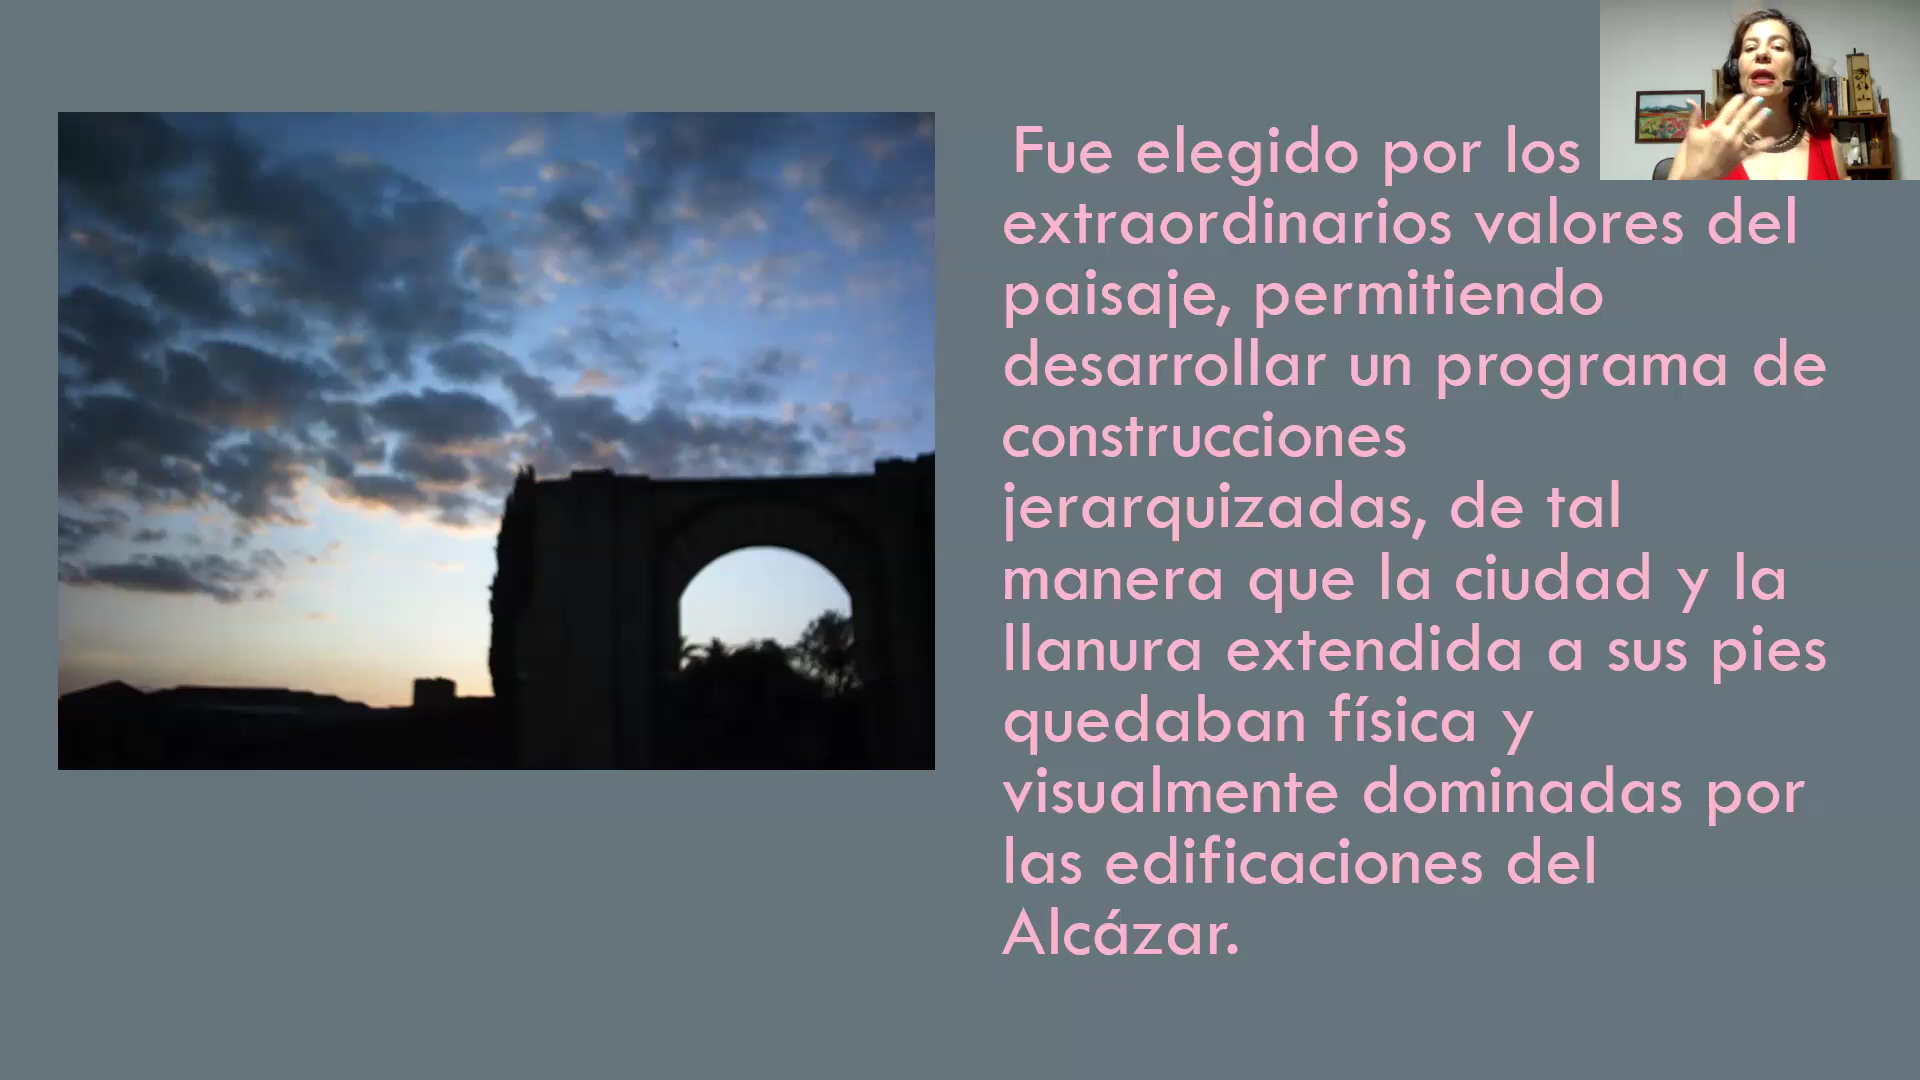 Fue elegido por los
extraordinarios valores del
paisaje, permitiendo
desarrollar un programa de
construcciones
jerarquizadas, de tal
manera que la ciudad y la
llanura extendida a sus pies
quedaban física y
visualmente dominadas por
las edificaciones del
Alcázar.